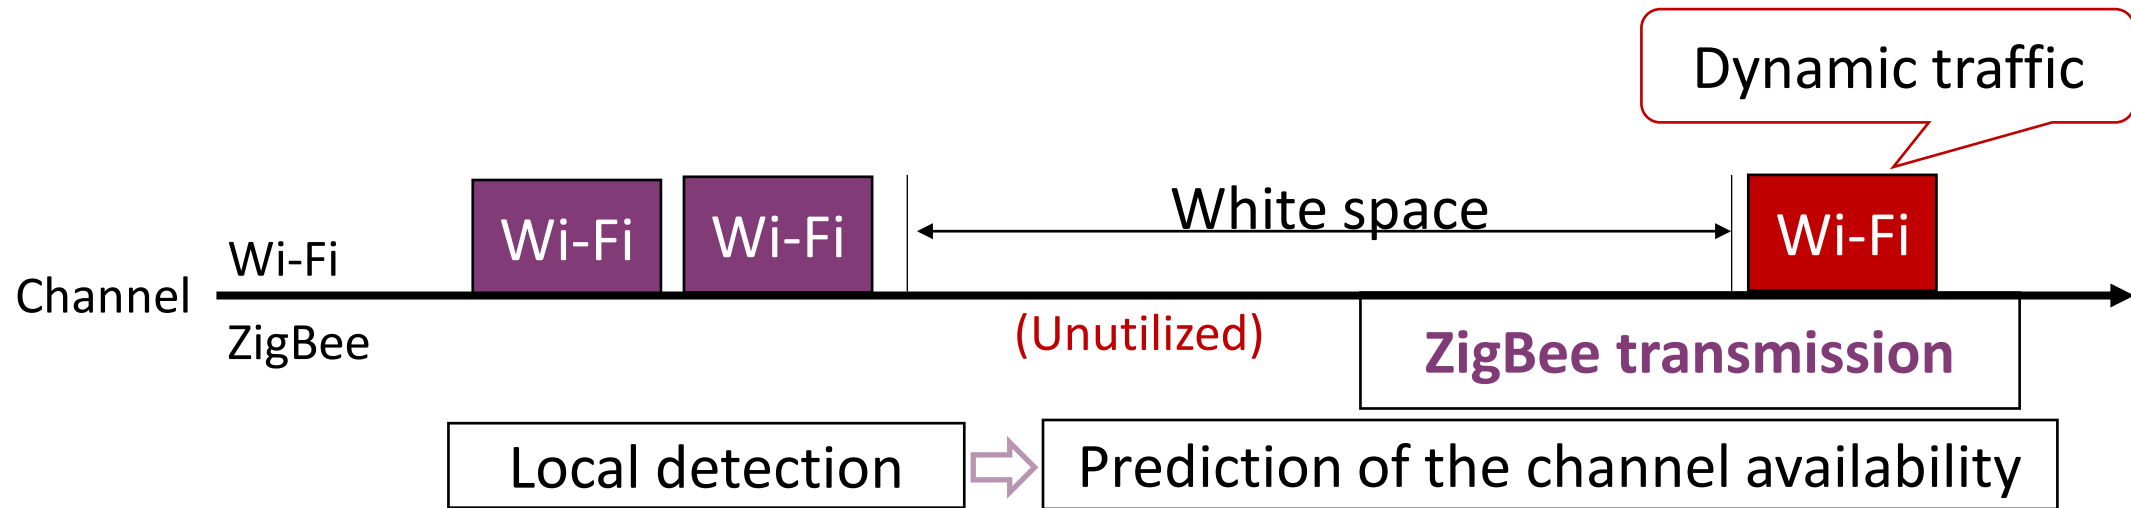 Dynamic traffic
Wi-Fi
Wi-Fi
White space
Wi-Fi
Wi-Fi
Channel
ZigBee
(Unutilized)
ZigBee transmission
Local detection
Prediction of the channel availability